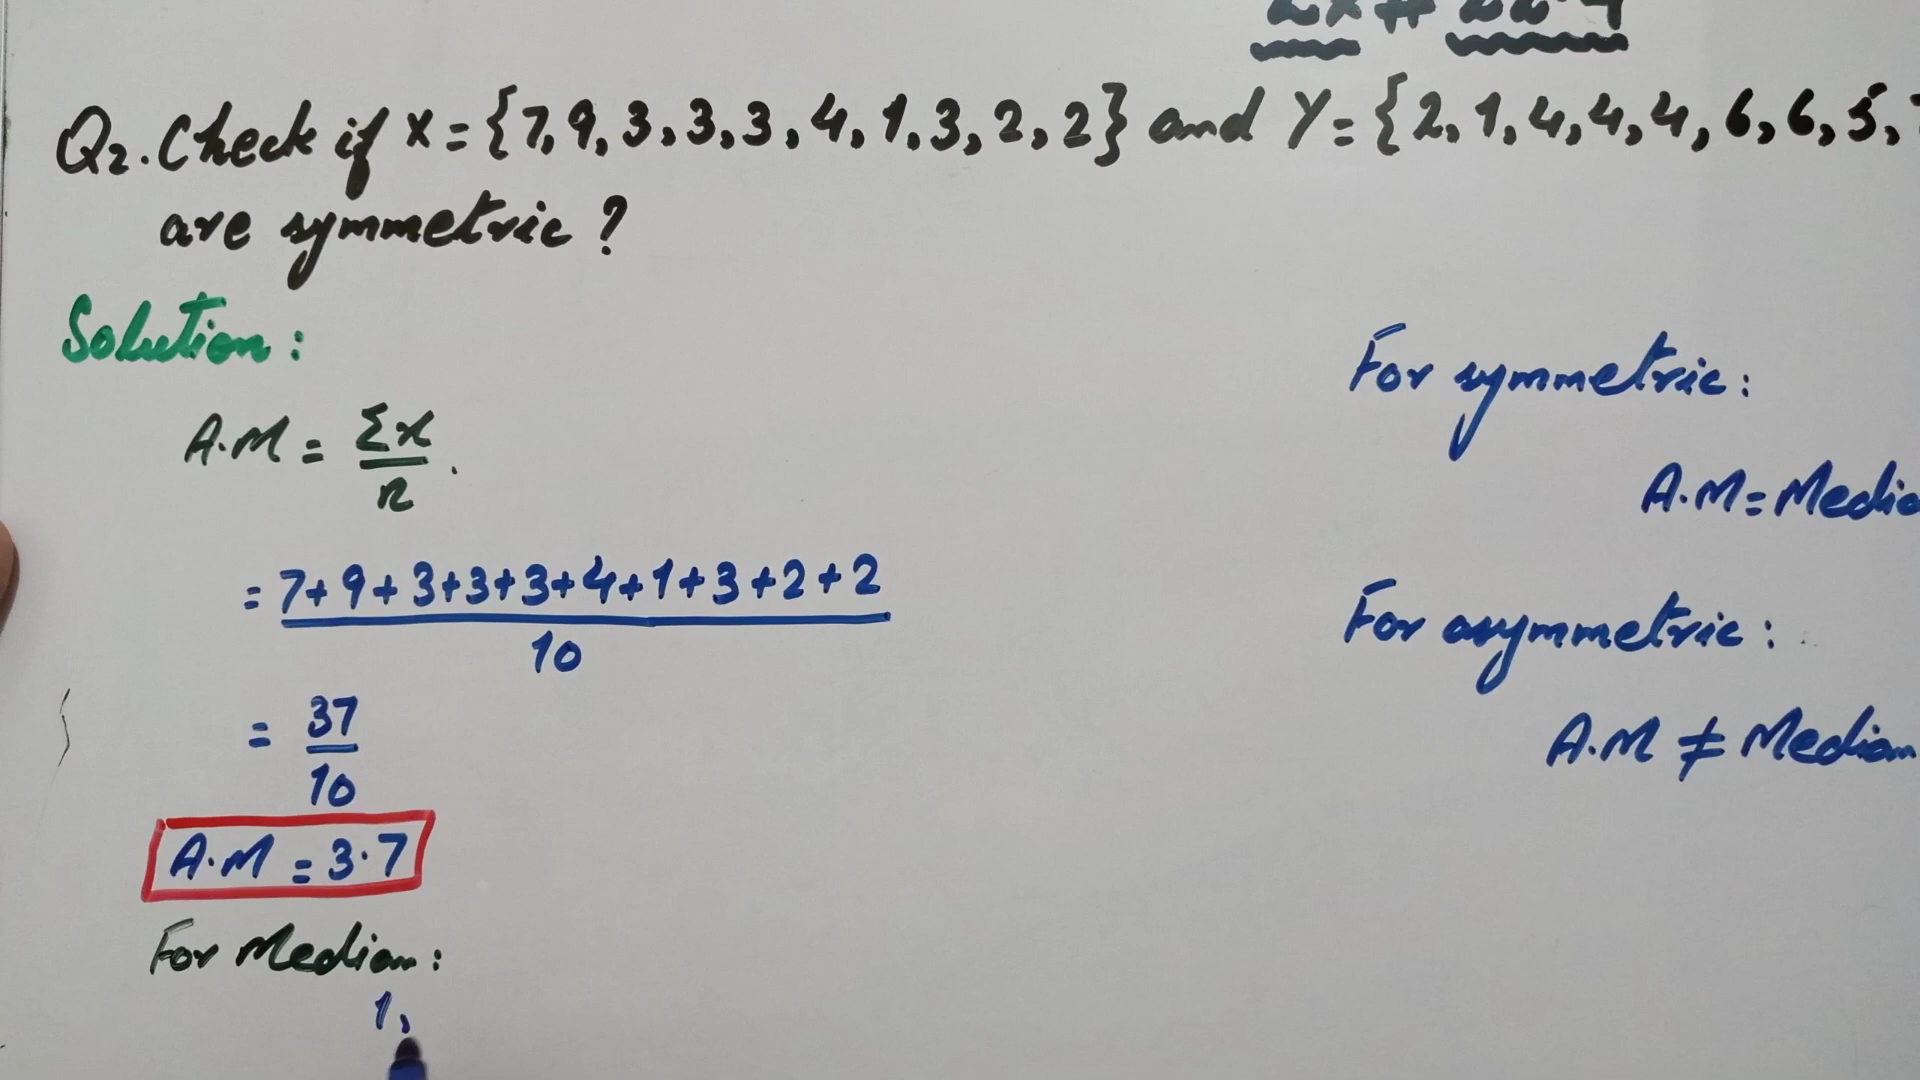 Q2. Check if X = {7, 9, 3, 3, 3, 4, 1, 3, 2, 2} and Y = {2, 1, 4, 4, 4, 6, 6, 5,
are symmetric ?
Solution :
A.M = Σx / n .
= 7+9+3+3+3+4+1+3+2+2 / 10
= 37 / 10
A.M = 3.7
For Median :
1,
For symmetric :
A.M = Media
For asymmetric :
A.M ≠ Median